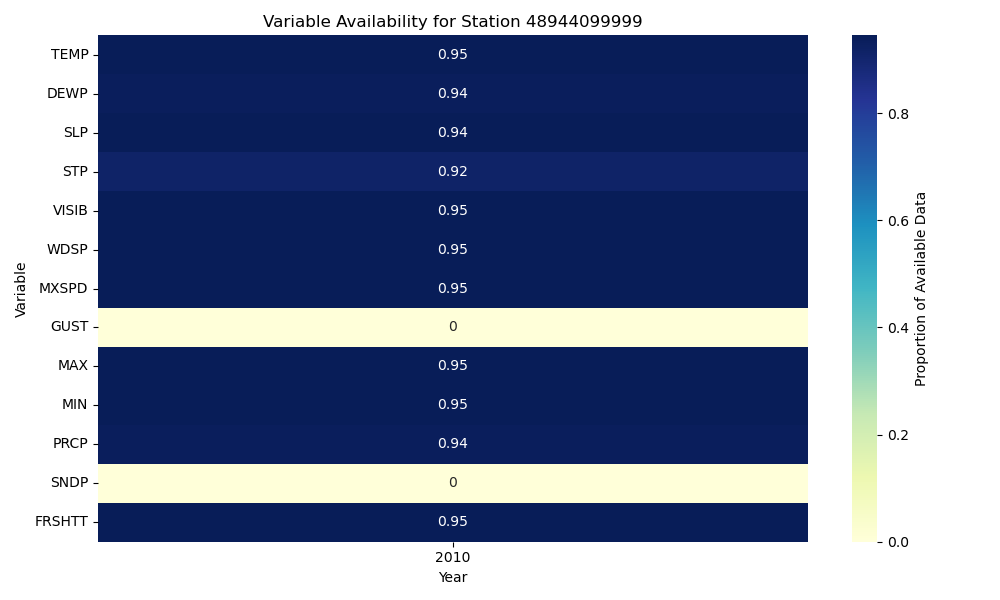 Variable Availability for Station 48944099999
Variable
TEMP 0.95
DEWP 0.94
SLP 0.94
STP 0.92
VISIB 0.95
WDSP 0.95
MXSPD 0.95
GUST 0
MAX 0.95
MIN 0.95
PRCP 0.94
SNDP 0
FRSHTT 0.95
2010
Year
0.8
0.6
0.4
0.2
0.0
Proportion of Available Data